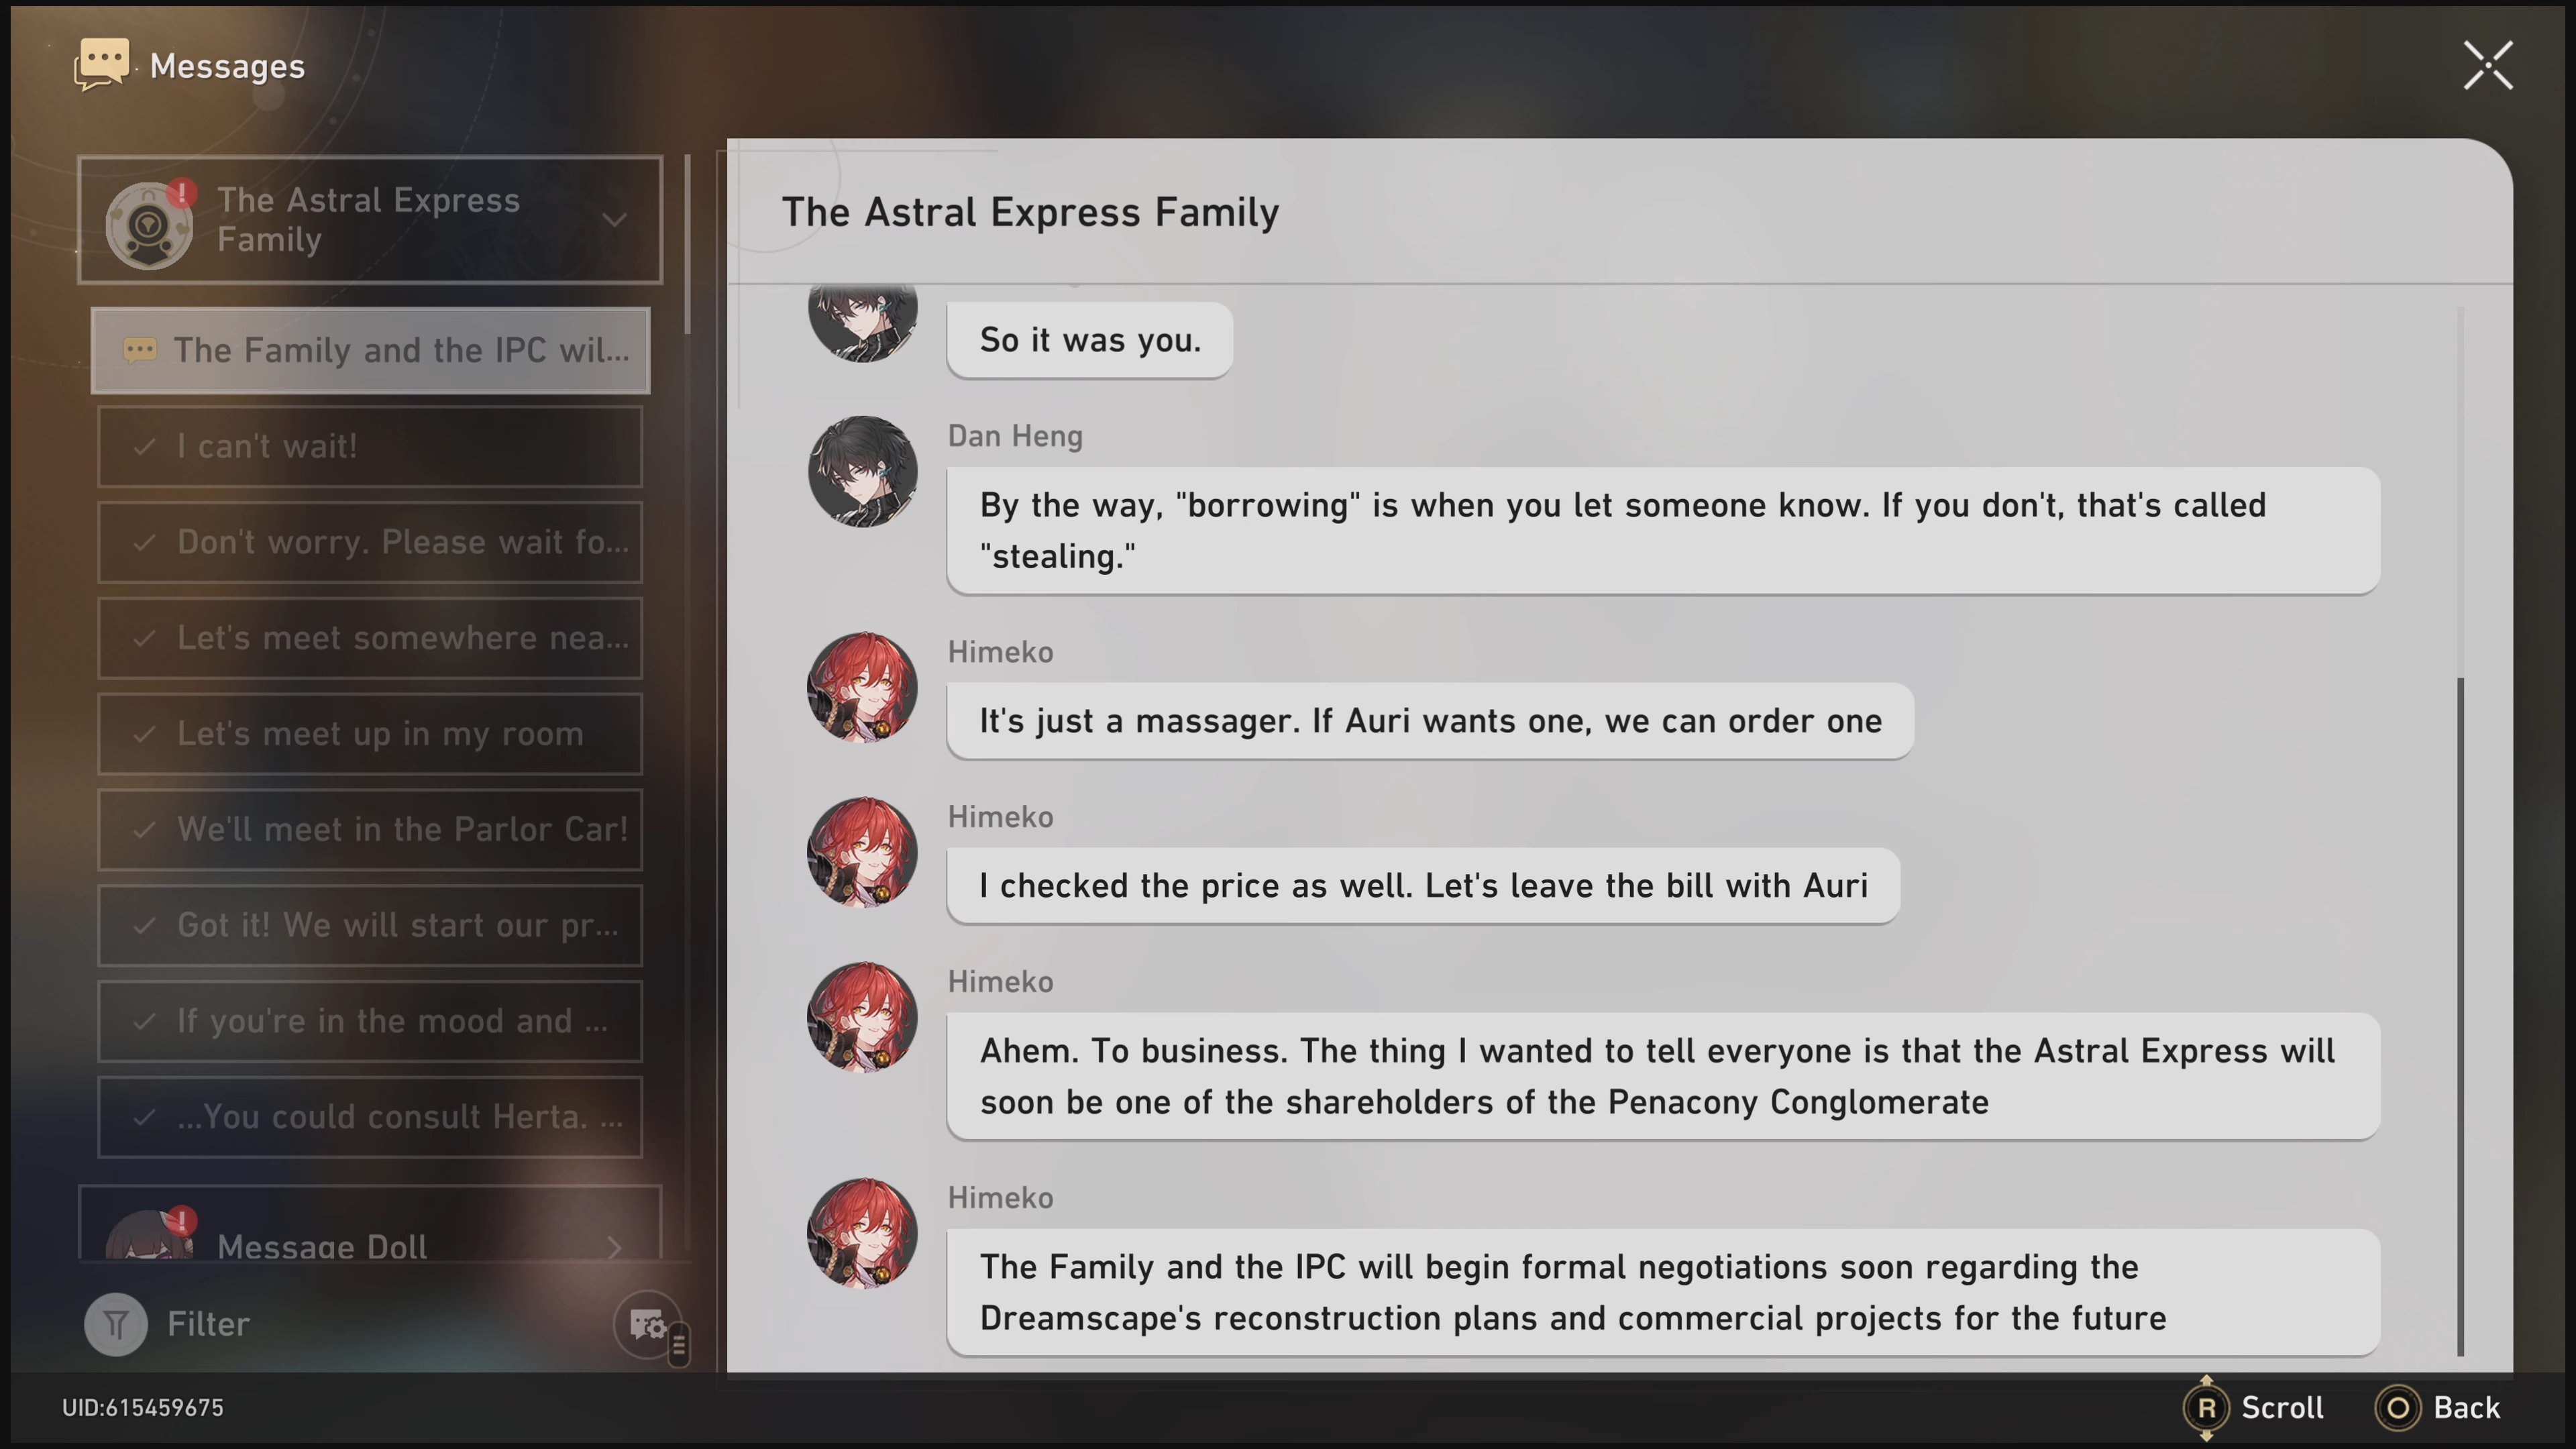 Messages
The Astral Express
Family
The Family and the IPC wil...
I can't wait!
Don't worry. Please wait fo...
Let's meet somewhere nea...
Let's meet up in my room
We'll meet in the Parlor Car!
Got it! We will start our pr...
If you're in the mood and ...
...You could consult Herta. ...
Message Doll
Filter
The Astral Express Family
So it was you.
Dan Heng
By the way, "borrowing" is when you let someone know. If you don't, that's called
"stealing."
Himeko
It's just a massager. If Auri wants one, we can order one
Himeko
I checked the price as well. Let's leave the bill with Auri
Himeko
Ahem. To business. The thing I wanted to tell everyone is that the Astral Express will
soon be one of the shareholders of the Penacony Conglomerate
Himeko
The Family and the IPC will begin formal negotiations soon regarding the
Dreamscape's reconstruction plans and commercial projects for the future
UID:615459675
R Scroll
Back